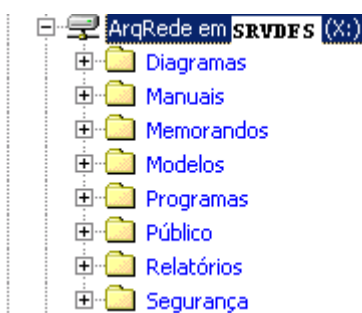 ArqRede em SRVDFS (X:)
Diagramas
Manuais
Memorandos
Modelos
Programas
Público
Relatórios
Segurança